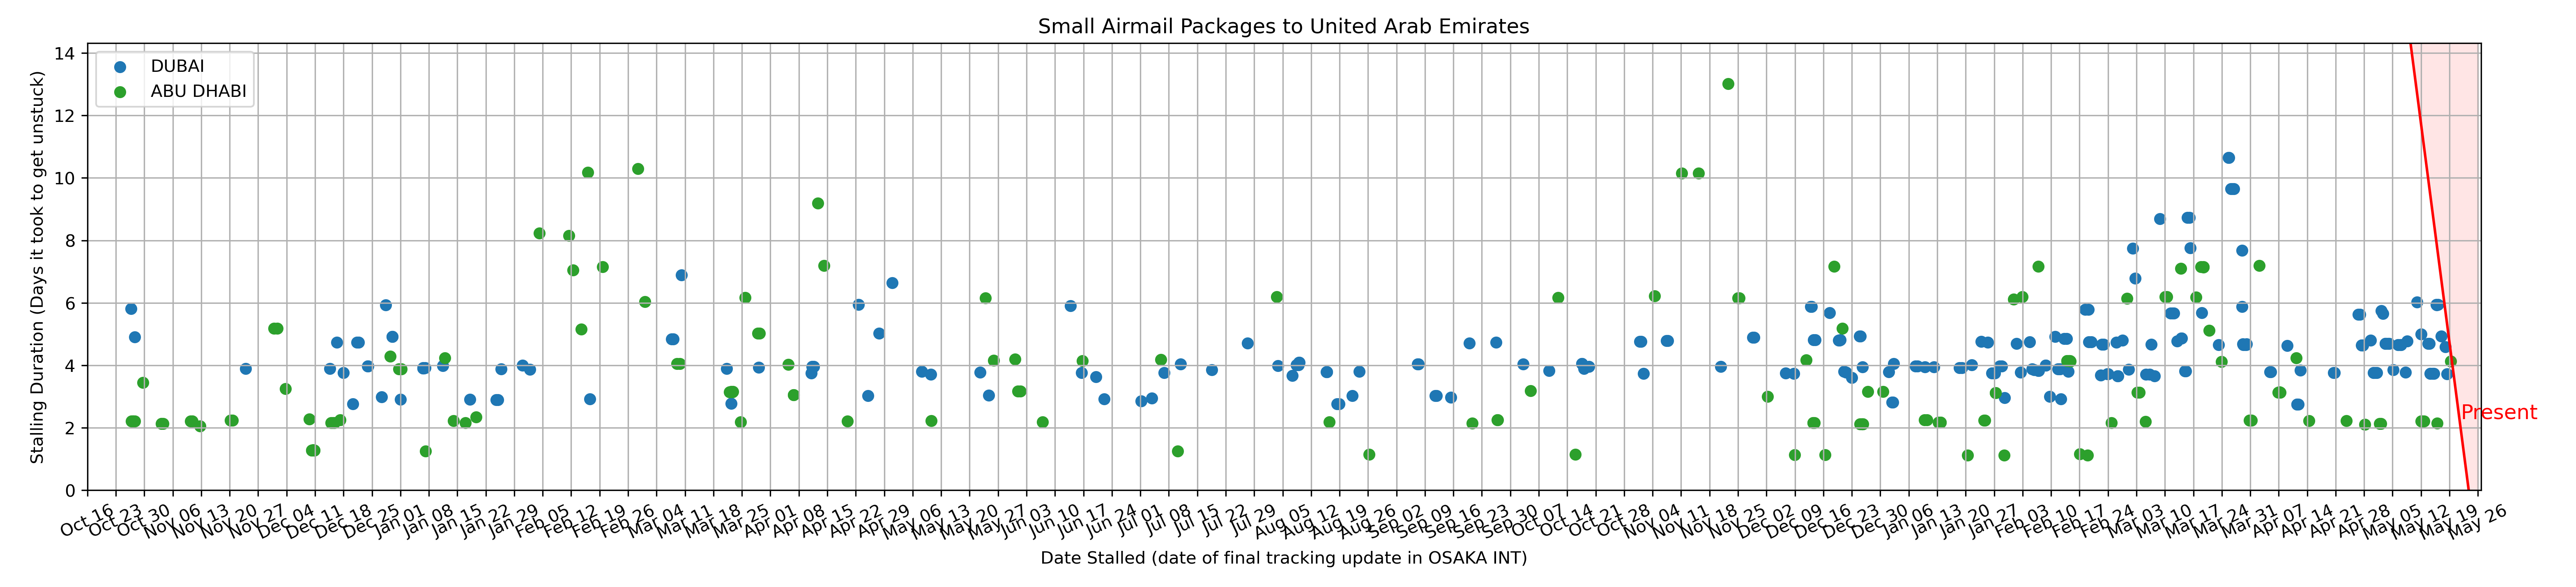 Small Airmail Packages to United Arab Emirates
Stalling Duration (Days it took to get unstuck)
14
12
10
8
6
4
2
0
DUBAI
ABU DHABI
Present
Oct 16
Oct 23
Oct 30
Nov 06
Nov 13
Nov 20
Nov 27
Dec 04
Dec 11
Dec 18
Dec 25
Jan 01
Jan 08
Jan 15
Jan 22
Jan 29
Feb 05
Feb 12
Feb 19
Feb 26
Mar 04
Mar 11
Mar 18
Mar 25
Apr 01
Apr 08
Apr 15
Apr 22
Apr 29
May 06
May 13
May 20
May 27
Jun 03
Jun 10
Jun 17
Jun 24
Jul 01
Jul 08
Jul 15
Jul 22
Jul 29
Aug 05
Aug 12
Aug 19
Aug 26
Sep 02
Sep 09
Sep 16
Sep 23
Sep 30
Oct 07
Oct 14
Oct 21
Oct 28
Nov 04
Nov 11
Nov 18
Nov 25
Dec 02
Dec 09
Dec 16
Dec 23
Dec 30
Jan 06
Jan 13
Jan 20
Jan 27
Feb 03
Feb 10
Feb 17
Feb 24
Mar 03
Mar 10
Mar 17
Mar 24
Mar 31
Apr 07
Apr 14
Apr 21
Apr 28
May 05
May 12
May 19
May 26
Date Stalled (date of final tracking update in OSAKA INT)